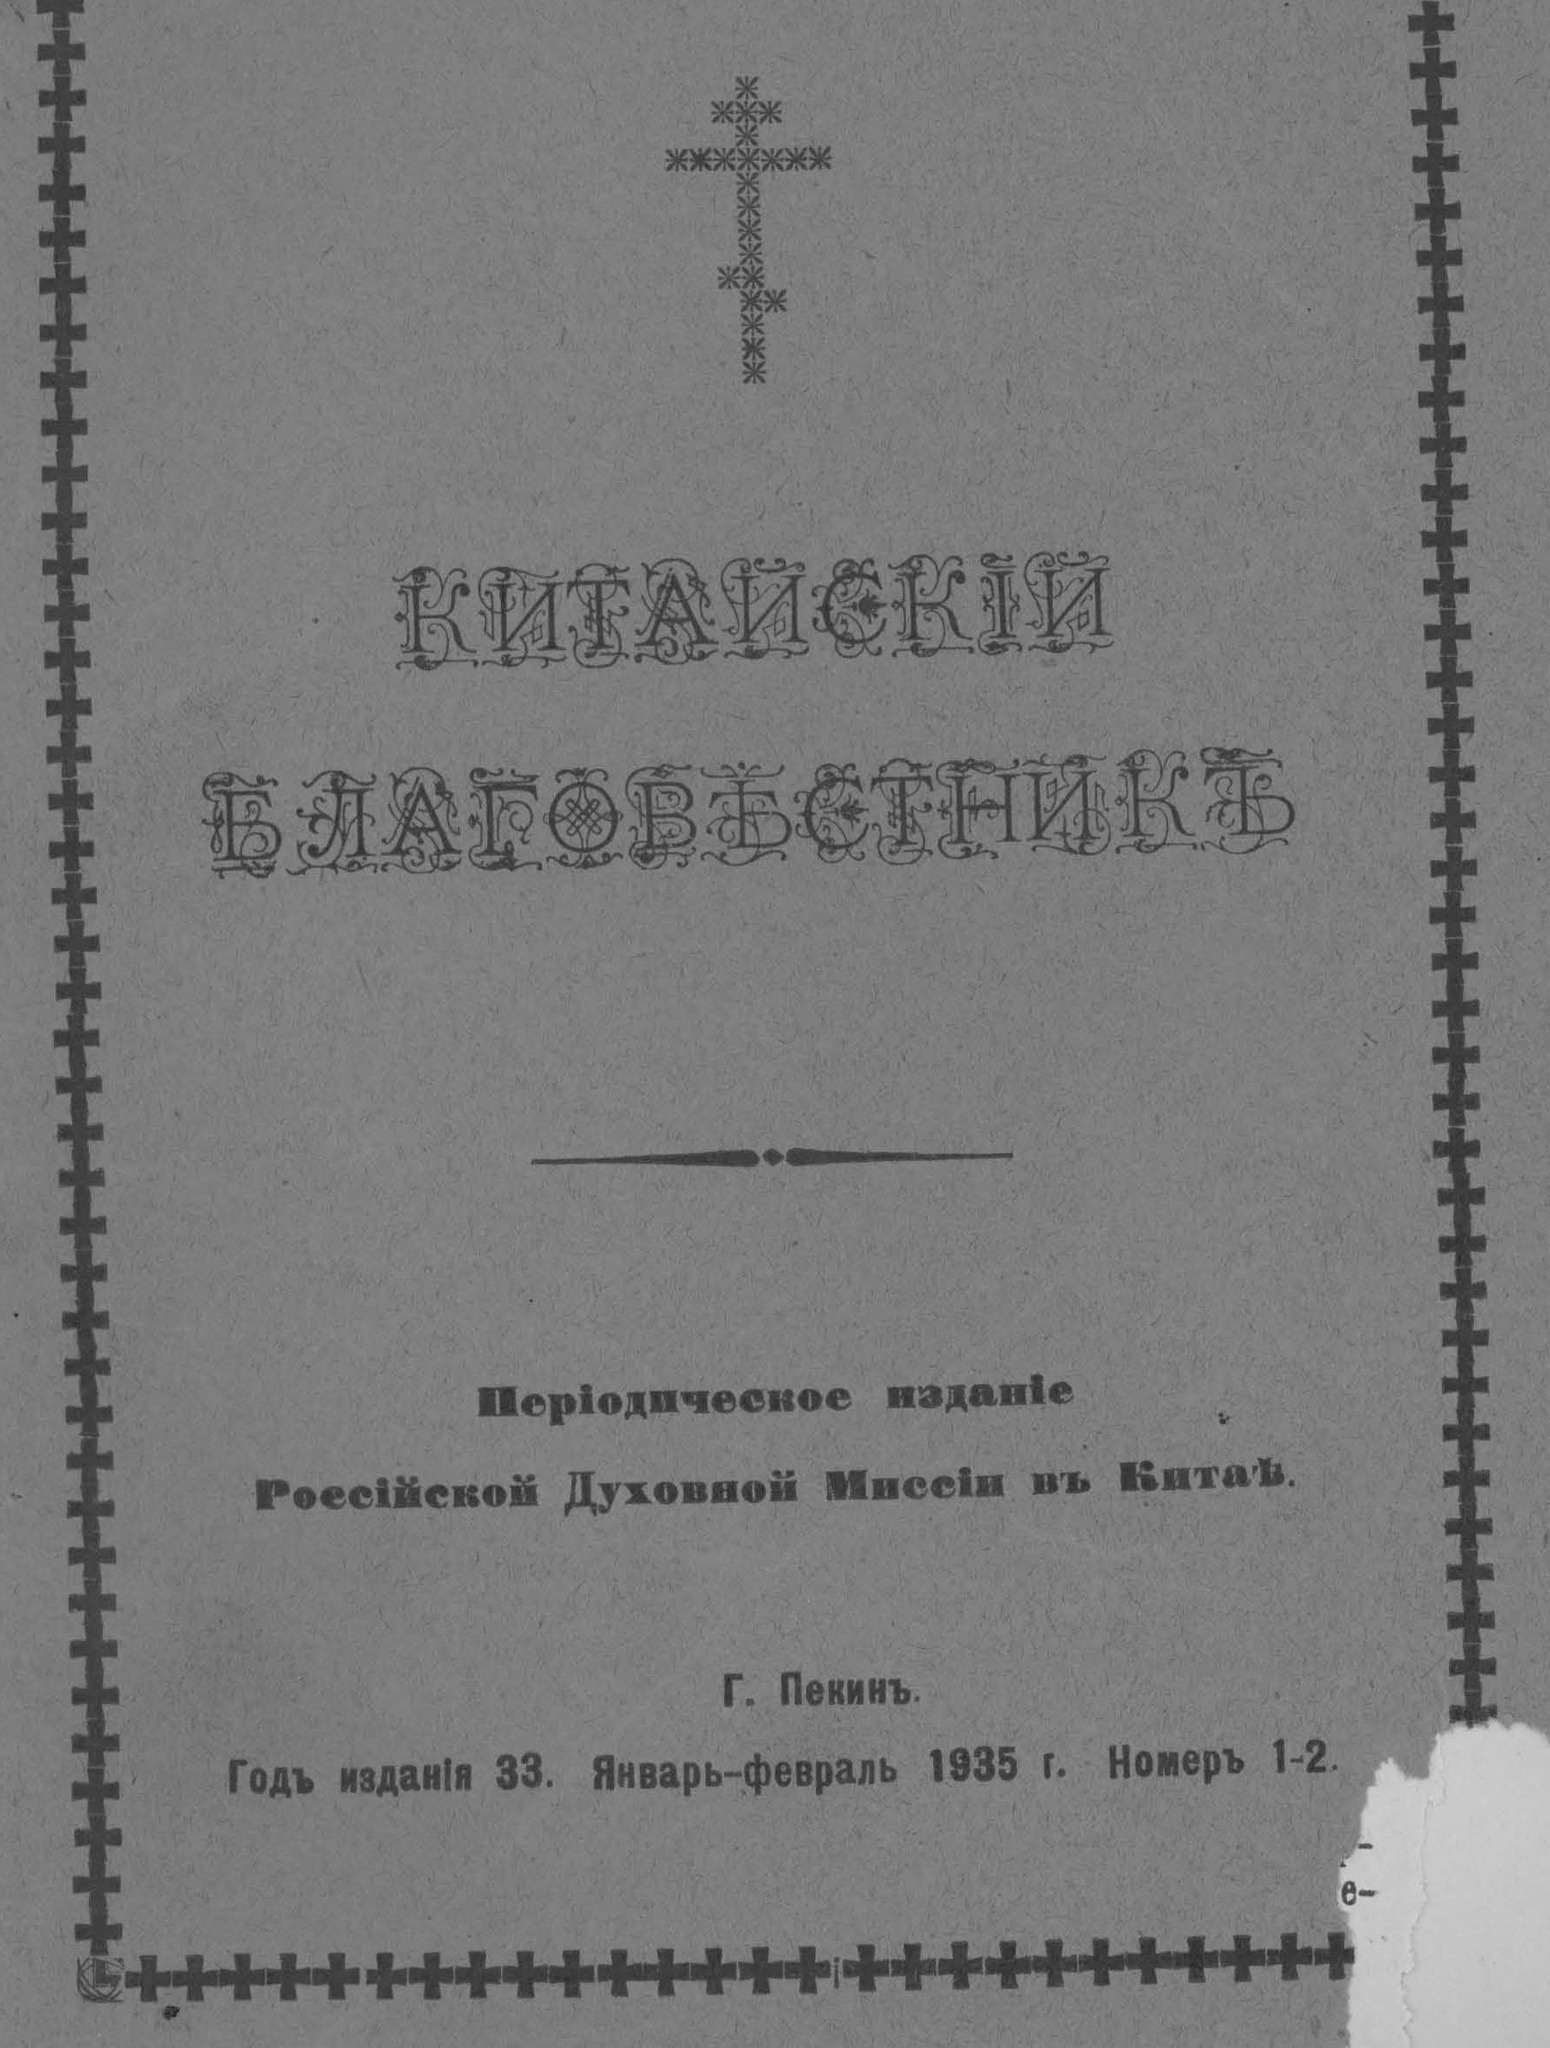 КИТАЙСКІЙ
БЛАГОВѢСТНИКЪ
Періодическое изданіе
Россійской Духовной Миссіи въ Китаѣ.
Г. Пекинъ.
Годъ изданія 33. Январь-февраль 1935 г. Номеръ 1-2.
е-